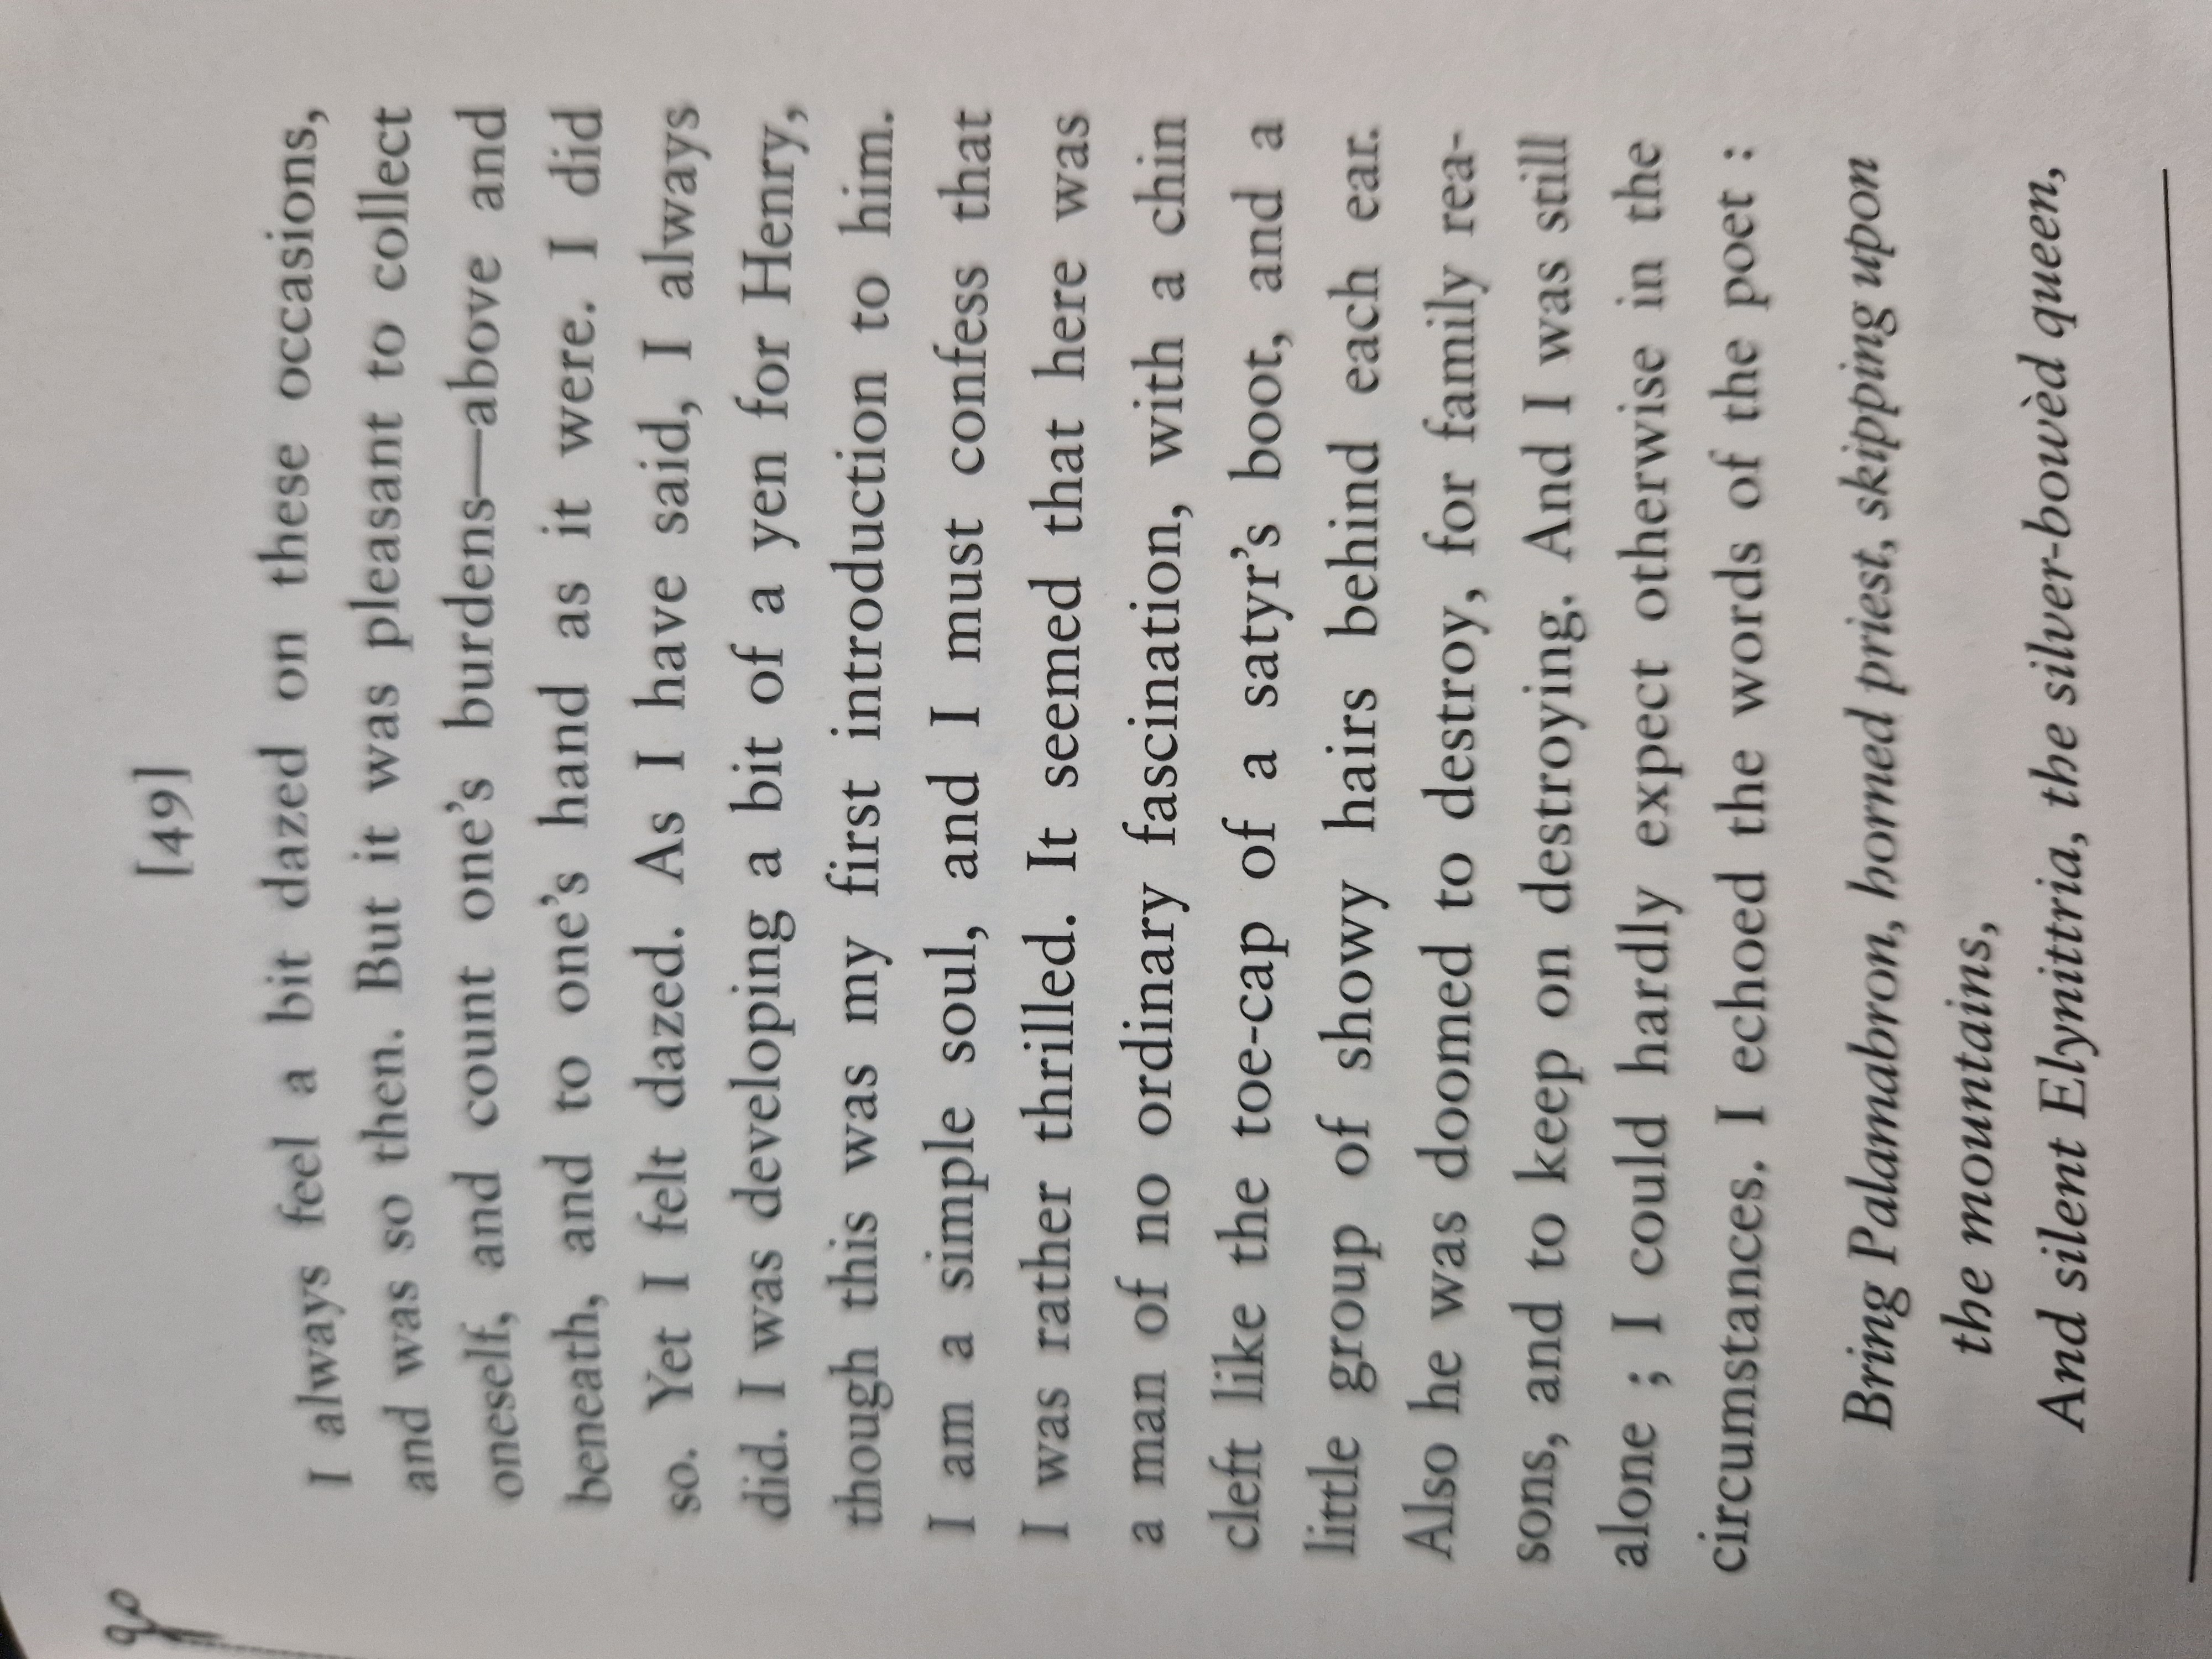 [49]
I always feel a bit dazed on these occasions,
and was so then. But it was pleasant to collect
oneself, and count one's burdens—above and
beneath, and to one's hand as it were. I did
so. Yet I felt dazed. As I have said, I always
did. I was developing a bit of a yen for Henry,
though this was my first introduction to him.
I am a simple soul, and I must confess that
I was rather thrilled. It seemed that here was
a man of no ordinary fascination, with a chin
cleft like the toe-cap of a satyr's boot, and a
little group of showy hairs behind each ear.
Also he was doomed to destroy, for family rea-
sons, and to keep on destroying. And I was still
alone ; I could hardly expect otherwise in the
circumstances. I echoed the words of the poet :
Bring Palamabron, horned priest, skipping upon
the mountains,
And silent Elynittria, the silver-bowèd queen,